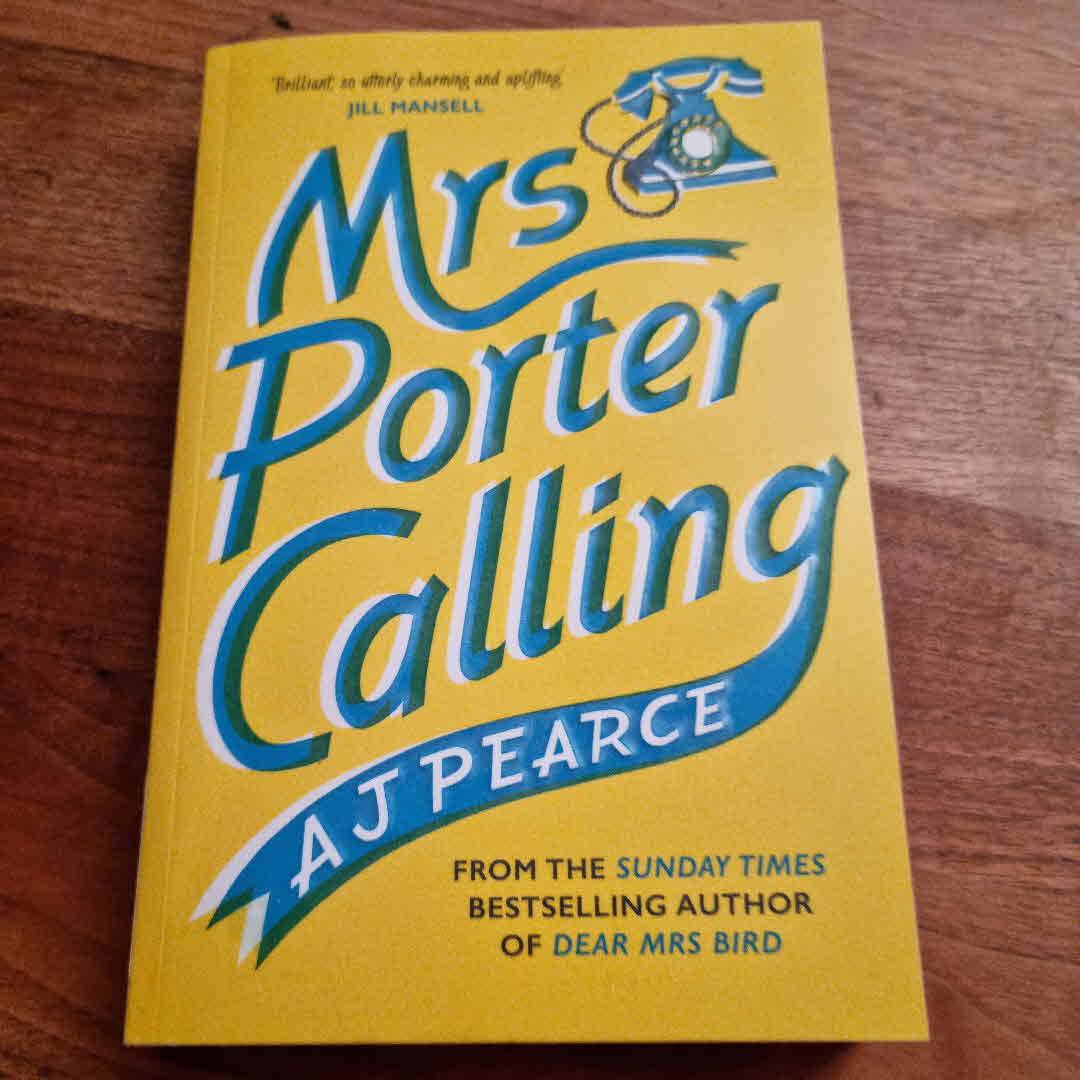 'Brilliant, so utterly charming and uplifting'
JILL MANSELL
Mrs
Porter
Calling
A J PEARCE
FROM THE SUNDAY TIMES
BESTSELLING AUTHOR
OF DEAR MRS BIRD